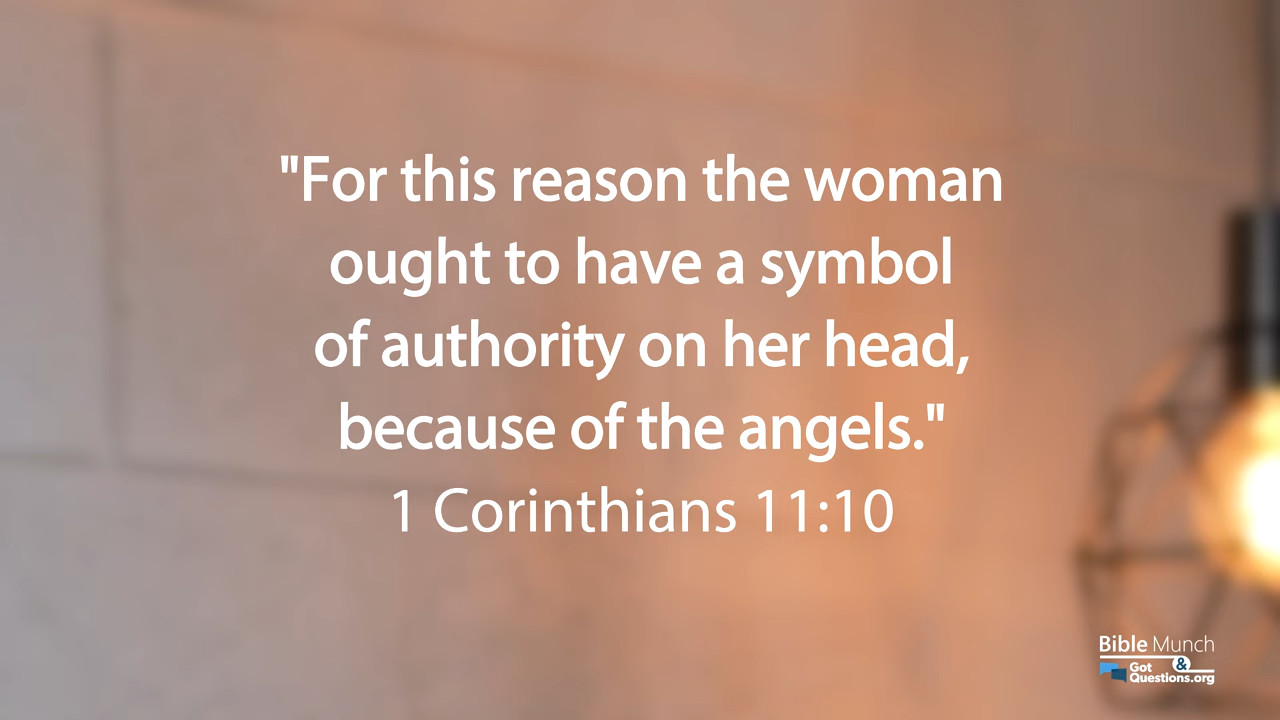 "For this reason the woman
ought to have a symbol
of authority on her head,
because of the angels."
1 Corinthians 11:10
Bible Munch
&
Got
Questions.org